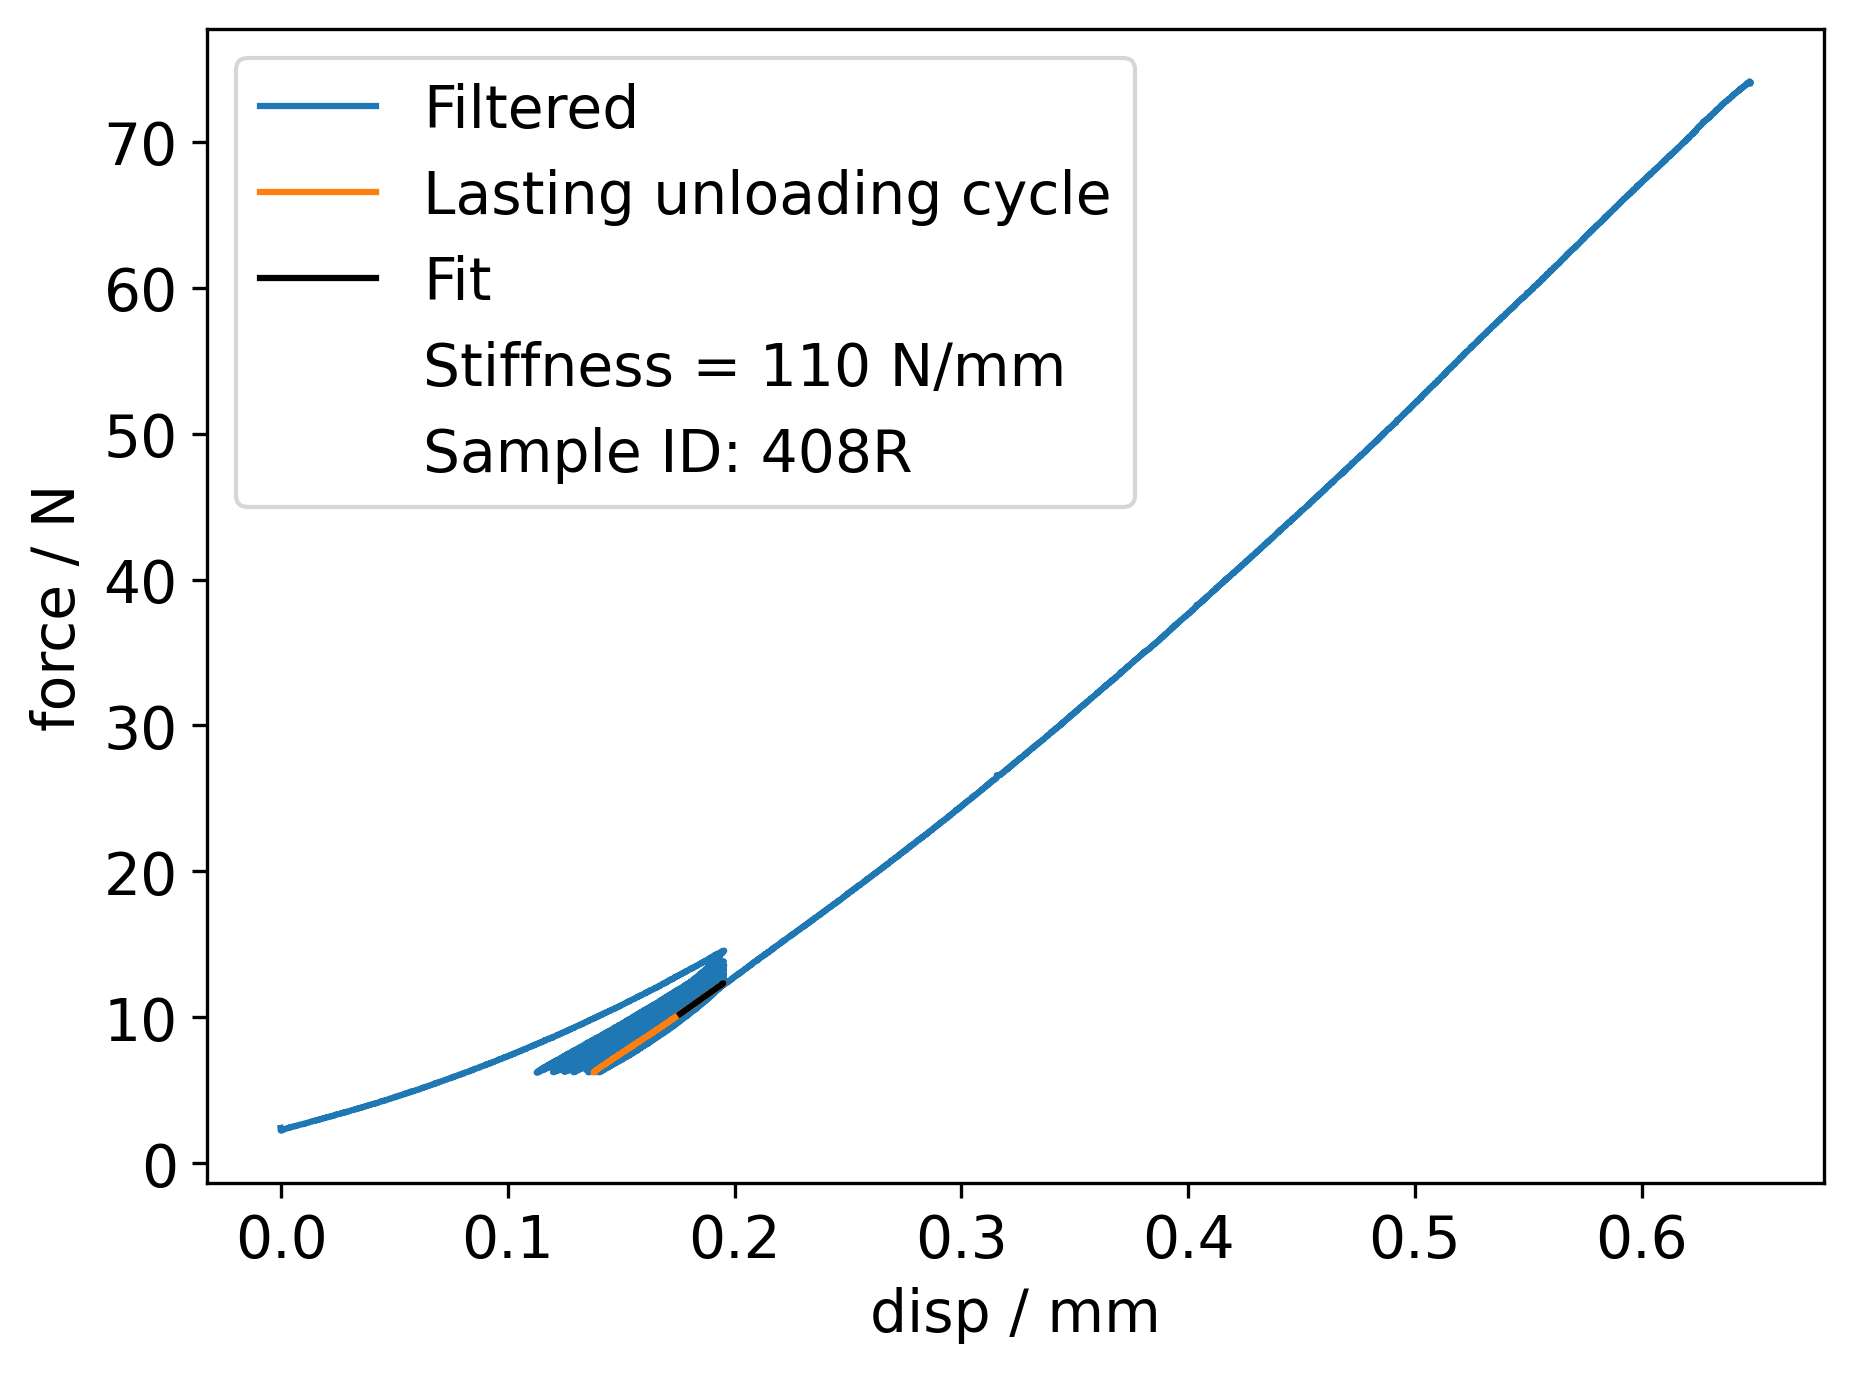 Filtered
Lasting unloading cycle
Fit
Stiffness = 110 N/mm
Sample ID: 408R
force / N
70
60
50
40
30
20
10
0
0.0 0.1 0.2 0.3 0.4 0.5 0.6
disp / mm